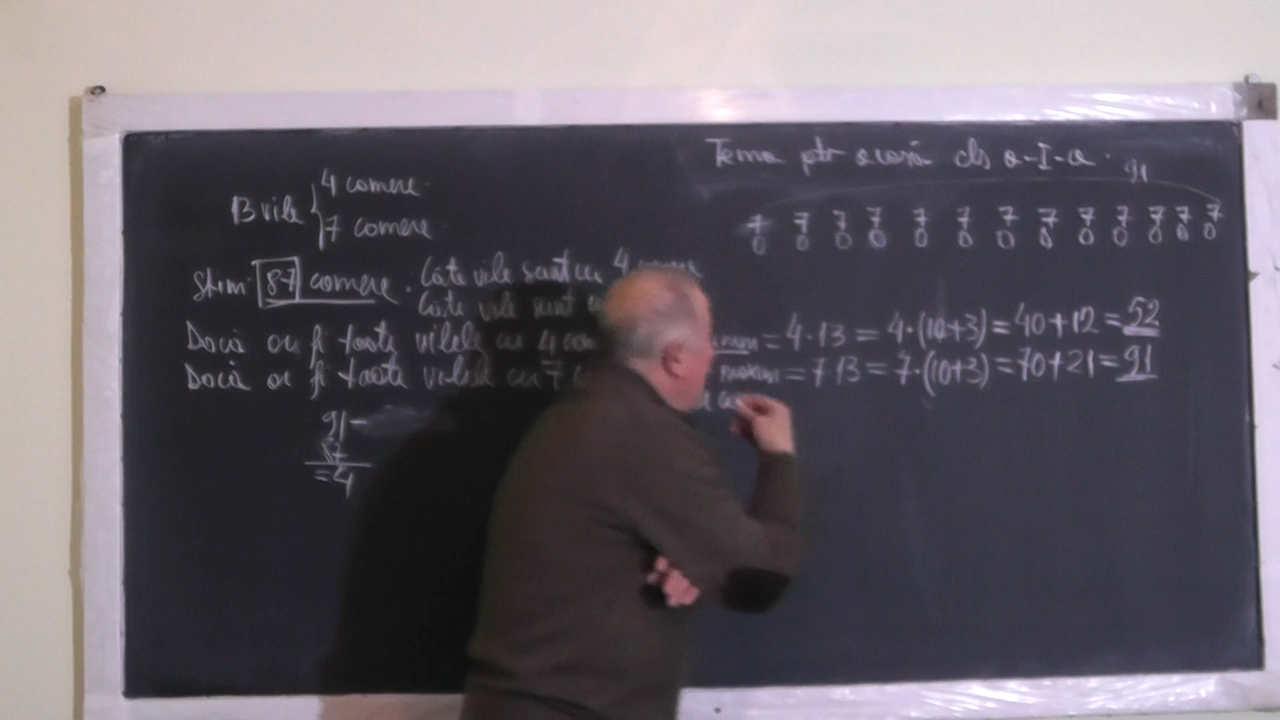 Tema ptr acasă cls a-I-a.
91
13 vile { 4 camere.
7 camere
7 7 7 7 7 7 7 7 7 7 7 7 7
0 0 0 0 0 0 0 0 0 0 0 0 0
Știm 87 camere. Câte vile sunt cu 4
Câte vile sunt
Dacă ar fi toate vilele cu 4 = 4·13 = 4·(10+3) = 40+12 = 52
Dacă ar fi toate vilele cu 7 = 7·13 = 7·(10+3) = 70+21 = 91
91-
87
=4